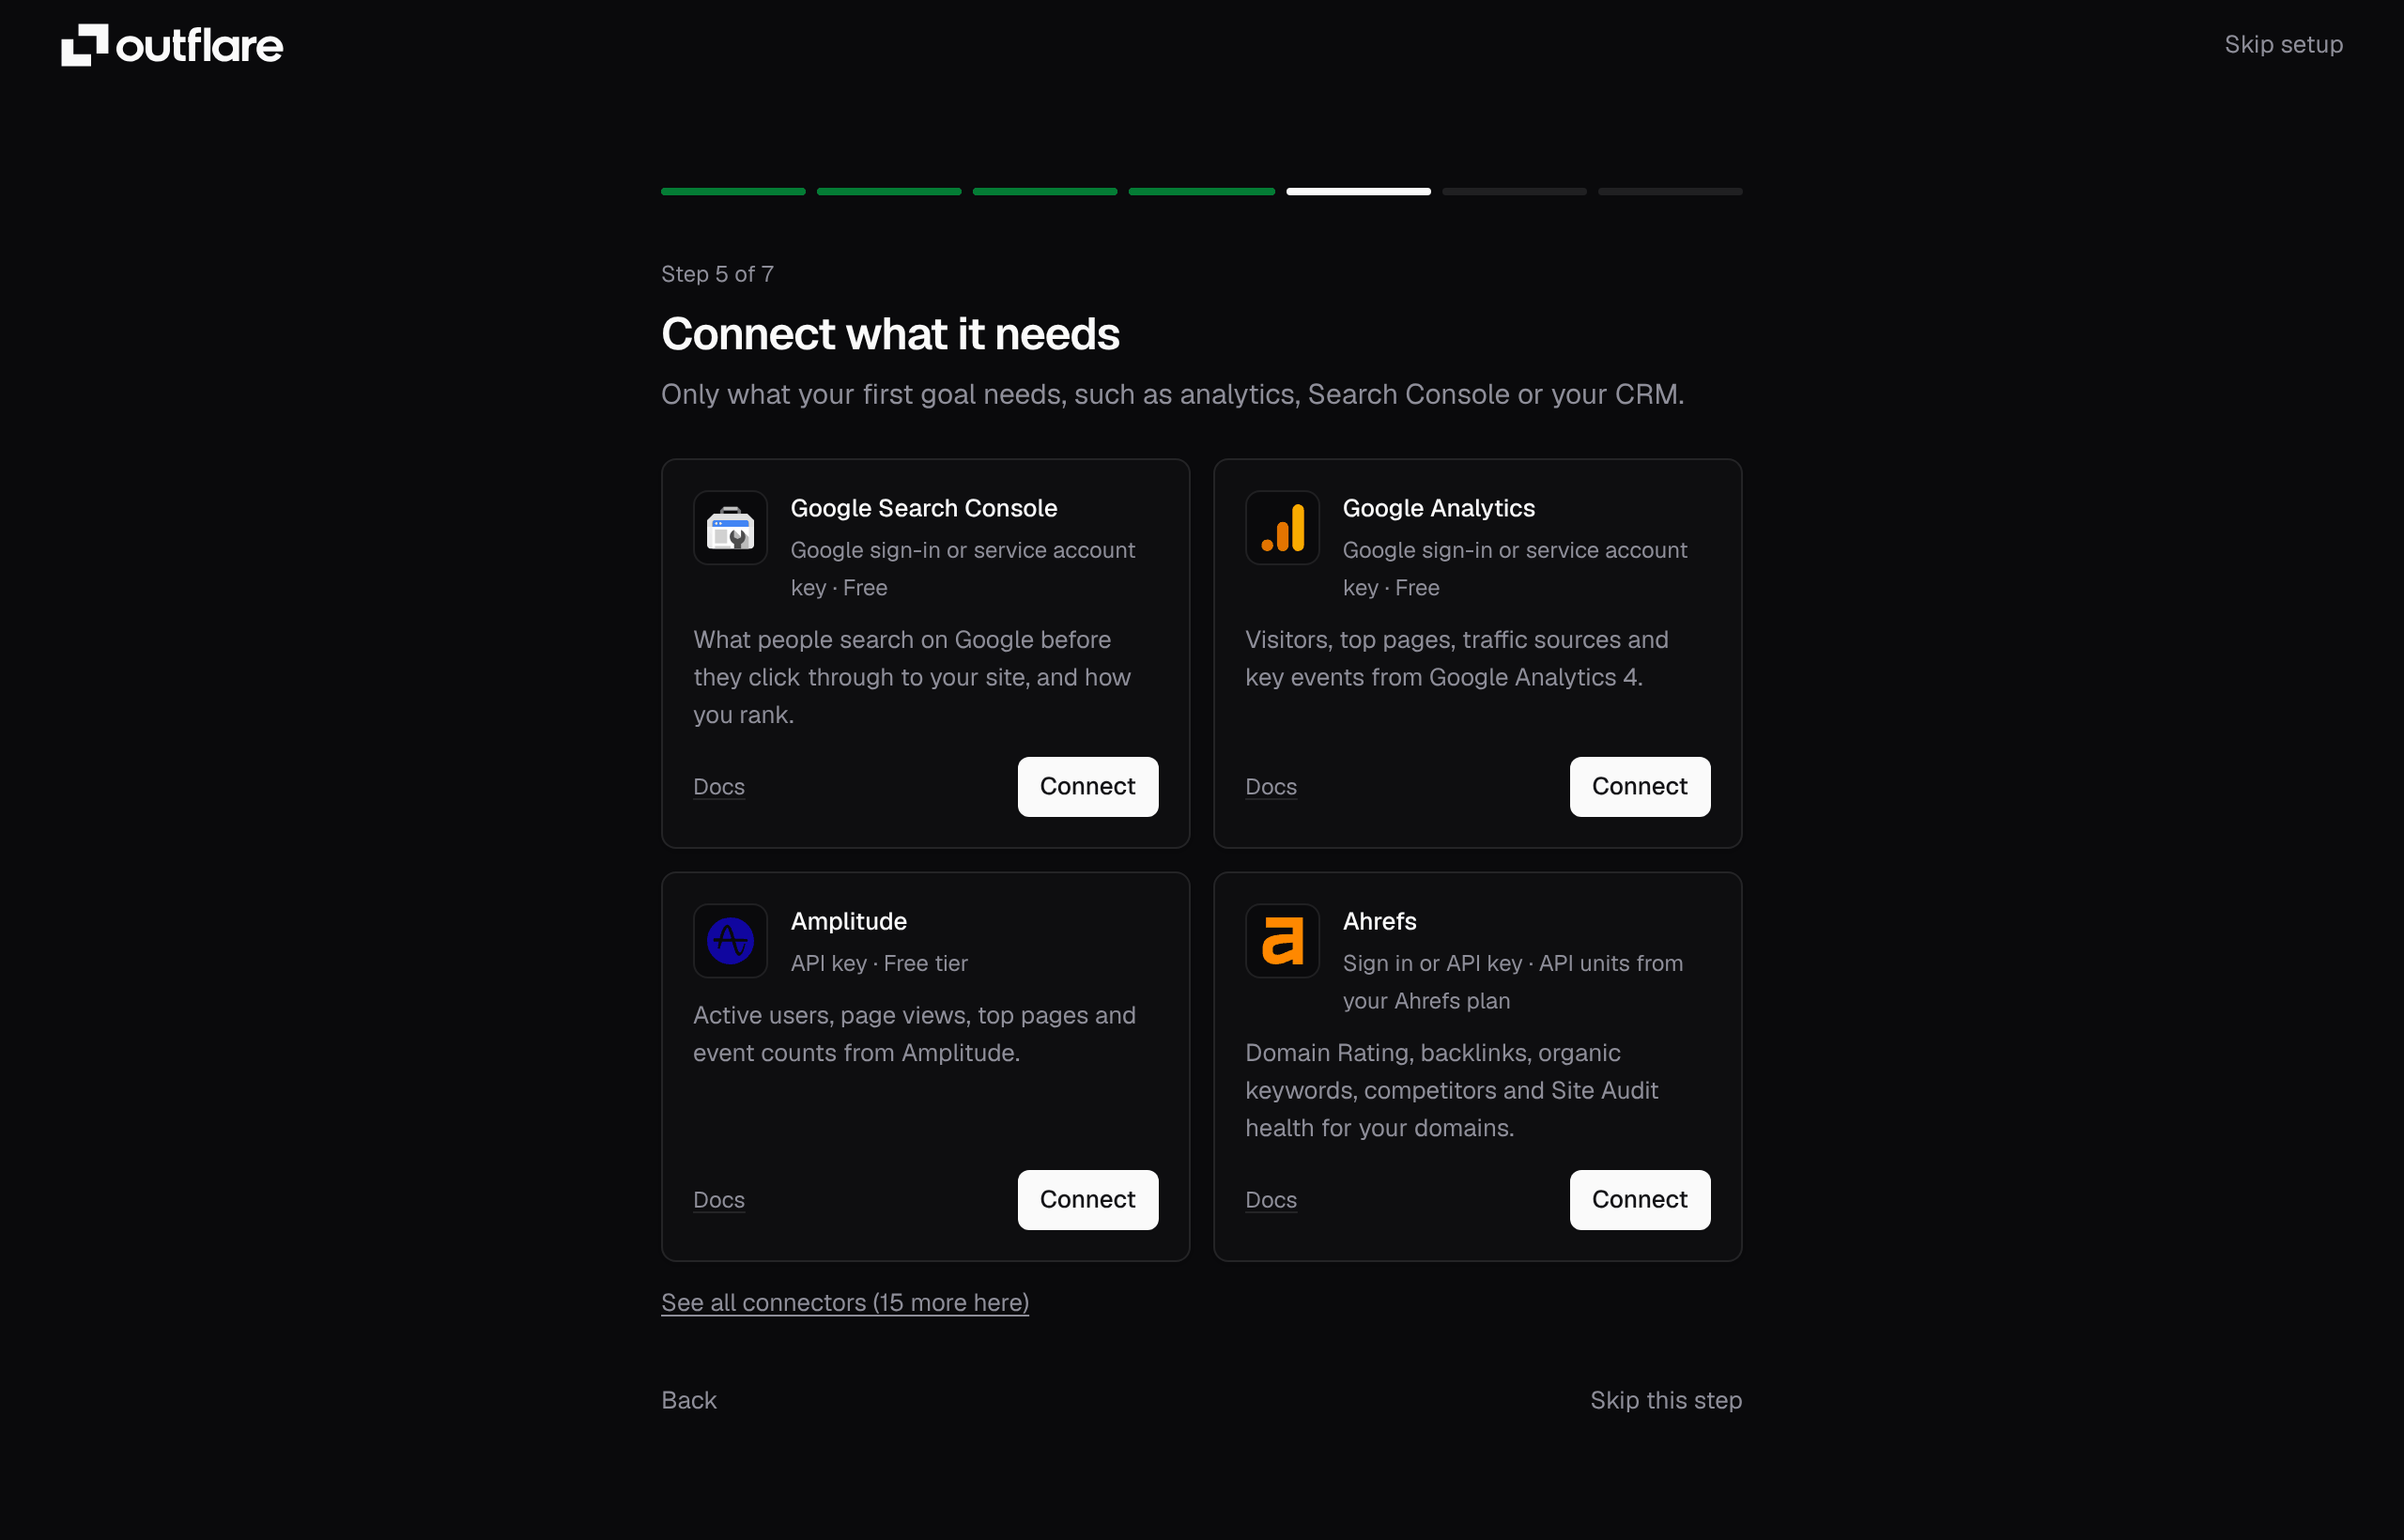 outflare
Skip setup
Step 5 of 7
Connect what it needs
Only what your first goal needs, such as analytics, Search Console or your CRM.
Google Search Console
Google sign-in or service account
key · Free
What people search on Google before
they click through to your site, and how
you rank.
Docs
Connect
Google Analytics
Google sign-in or service account
key · Free
Visitors, top pages, traffic sources and
key events from Google Analytics 4.
Docs
Connect
Amplitude
API key · Free tier
Active users, page views, top pages and
event counts from Amplitude.
Docs
Connect
Ahrefs
Sign in or API key · API units from
your Ahrefs plan
Domain Rating, backlinks, organic
keywords, competitors and Site Audit
health for your domains.
Docs
Connect
See all connectors (15 more here)
Back
Skip this step